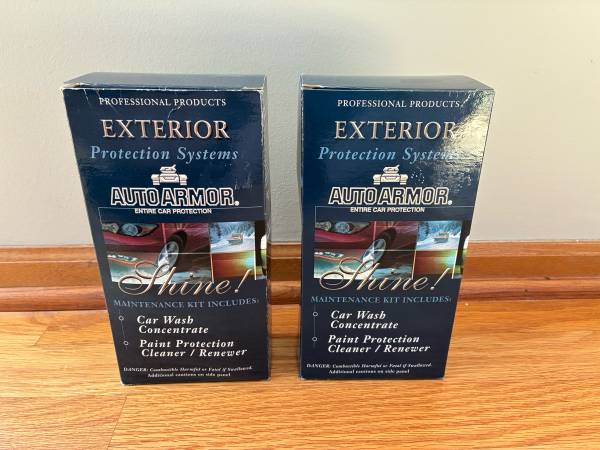 PROFESSIONAL PRODUCTS
EXTERIOR
Protection Systems
AUTO ARMOR®
ENTIRE CAR PROTECTION
Shine!
MAINTENANCE KIT INCLUDES:
Car Wash
Concentrate
Paint Protection
Cleaner / Renewer
DANGER: Combustible Harmful or Fatal if Swallowed.
Additional cautions on side panel
PROFESSIONAL PRODUCTS
EXTERIOR
Protection Systems
AUTO ARMOR®
ENTIRE CAR PROTECTION
Shine!
MAINTENANCE KIT INCLUDES:
Car Wash
Concentrate
Paint Protection
Cleaner / Renewer
DANGER: Combustible Harmful or Fatal if Swallowed.
Additional cautions on side panel